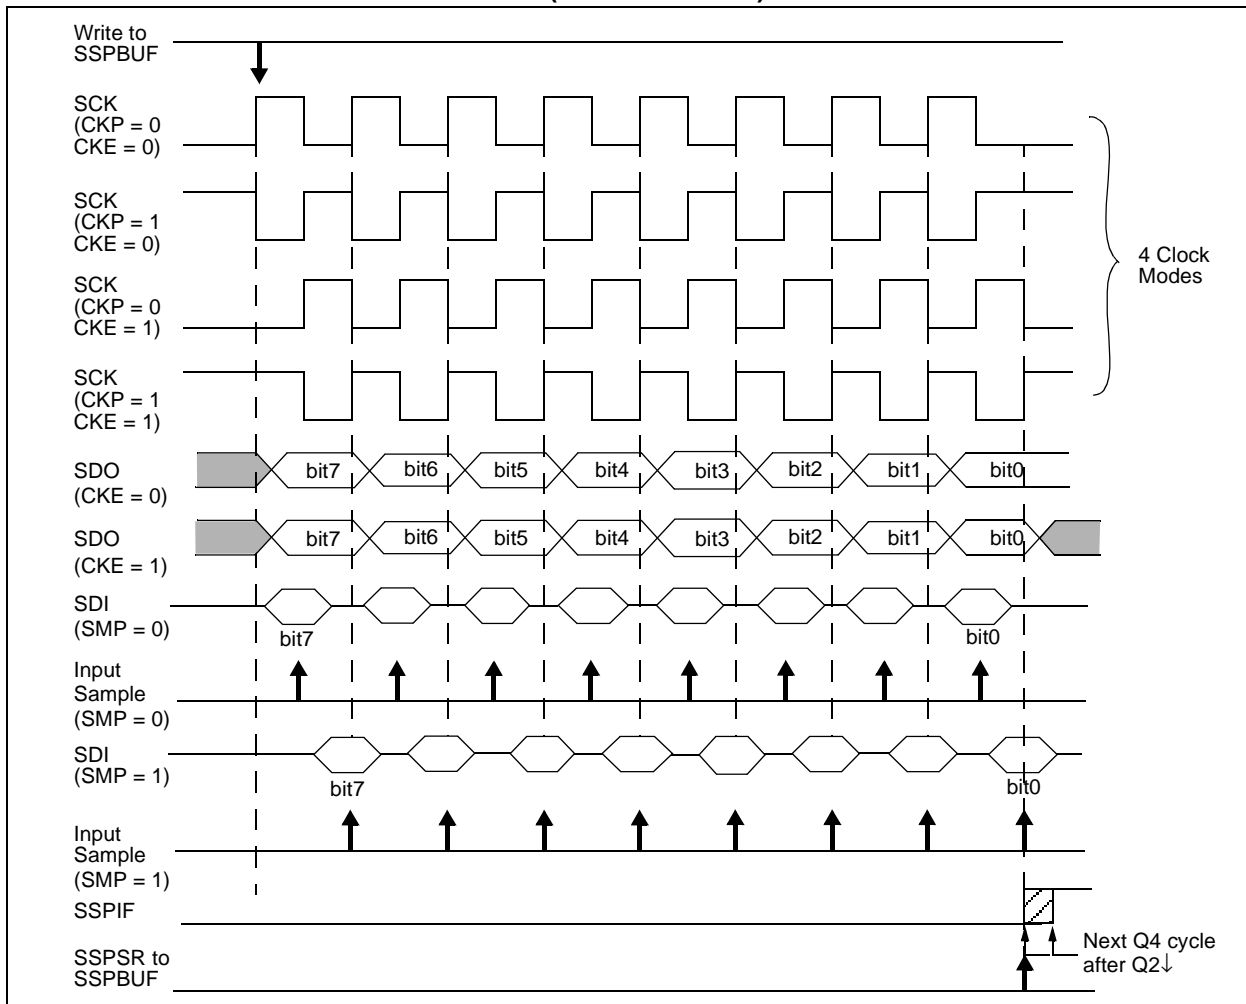 Write to
SSPBUF
SCK
(CKP = 0
CKE = 0)
SCK
(CKP = 1
CKE = 0)
SCK
(CKP = 0
CKE = 1)
SCK
(CKP = 1
CKE = 1)
4 Clock
Modes
SDO
(CKE = 0)
bit7 bit6 bit5 bit4 bit3 bit2 bit1 bit0
SDO
(CKE = 1)
bit7 bit6 bit5 bit4 bit3 bit2 bit1 bit0
SDI
(SMP = 0)
bit7 bit0
Input
Sample
(SMP = 0)
SDI
(SMP = 1)
bit7 bit0
Input
Sample
(SMP = 1)
SSPIF
Next Q4 cycle
after Q2↓
SSPSR to
SSPBUF